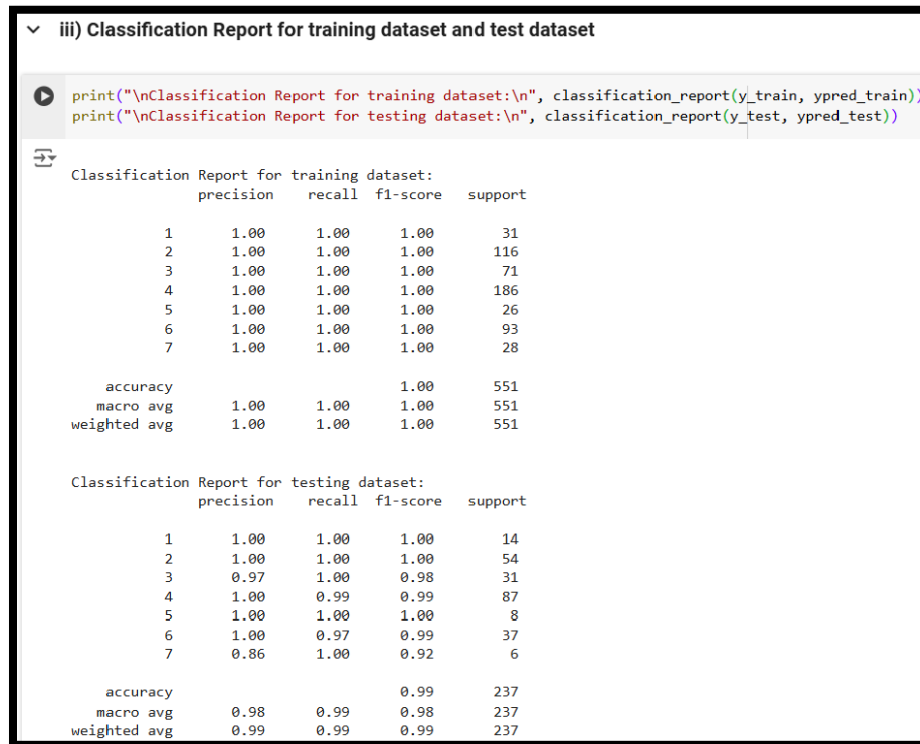 iii) Classification Report for training dataset and test dataset
print("\nClassification Report for training dataset:\n", classification_report(y_train, ypred_train))
print("\nClassification Report for testing dataset:\n", classification_report(y_test, ypred_test))
Classification Report for training dataset:
precision recall f1-score support
1 1.00 1.00 1.00 31
2 1.00 1.00 1.00 116
3 1.00 1.00 1.00 71
4 1.00 1.00 1.00 186
5 1.00 1.00 1.00 26
6 1.00 1.00 1.00 93
7 1.00 1.00 1.00 28
accuracy 1.00 551
macro avg 1.00 1.00 1.00 551
weighted avg 1.00 1.00 1.00 551
Classification Report for testing dataset:
precision recall f1-score support
1 1.00 1.00 1.00 14
2 1.00 1.00 1.00 54
3 0.97 1.00 0.98 31
4 1.00 0.99 0.99 87
5 1.00 1.00 1.00 8
6 1.00 0.97 0.99 37
7 0.86 1.00 0.92 6
accuracy 0.99 237
macro avg 0.98 0.99 0.98 237
weighted avg 0.99 0.99 0.99 237